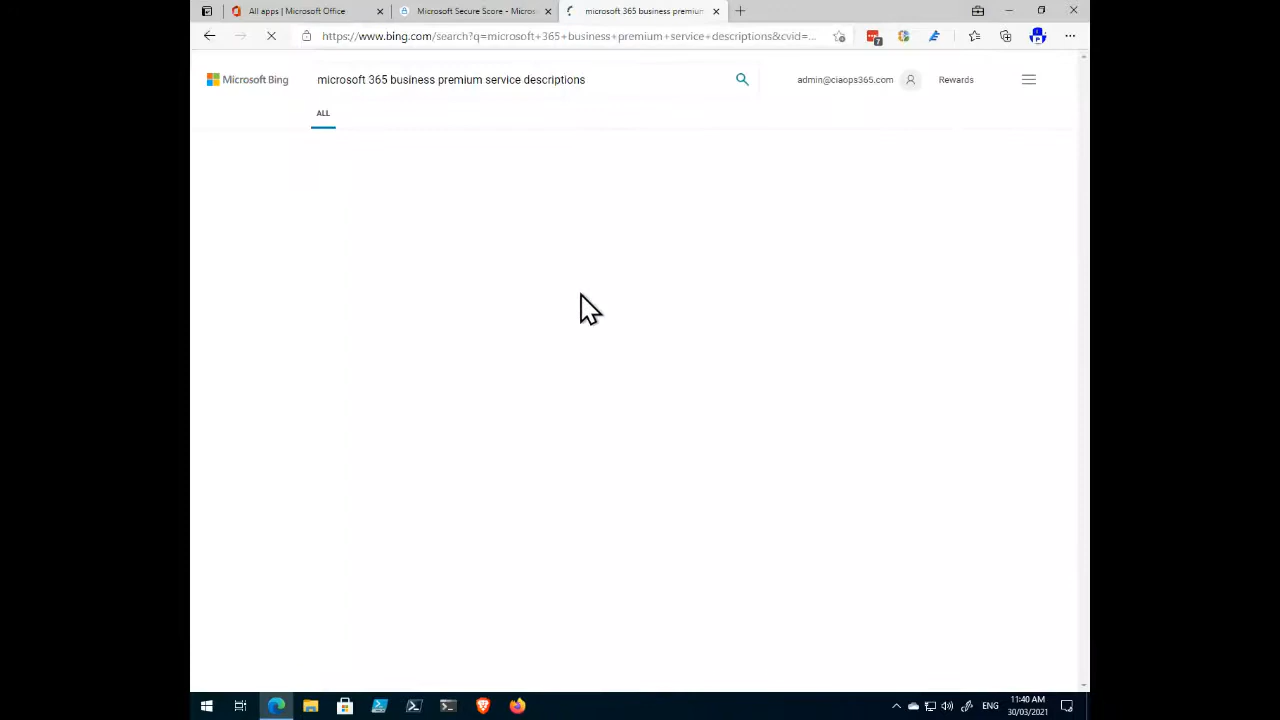 All apps | Microsoft Office
Microsoft Secure Score - Micros
microsoft 365 business premium
https://www.bing.com/search?q=microsoft+365+business+premium+service+descriptions&cvid=...
7
Microsoft Bing
microsoft 365 business premium service descriptions
admin@ciaops365.com
Rewards
ALL
ENG
11:40 AM
30/03/2021